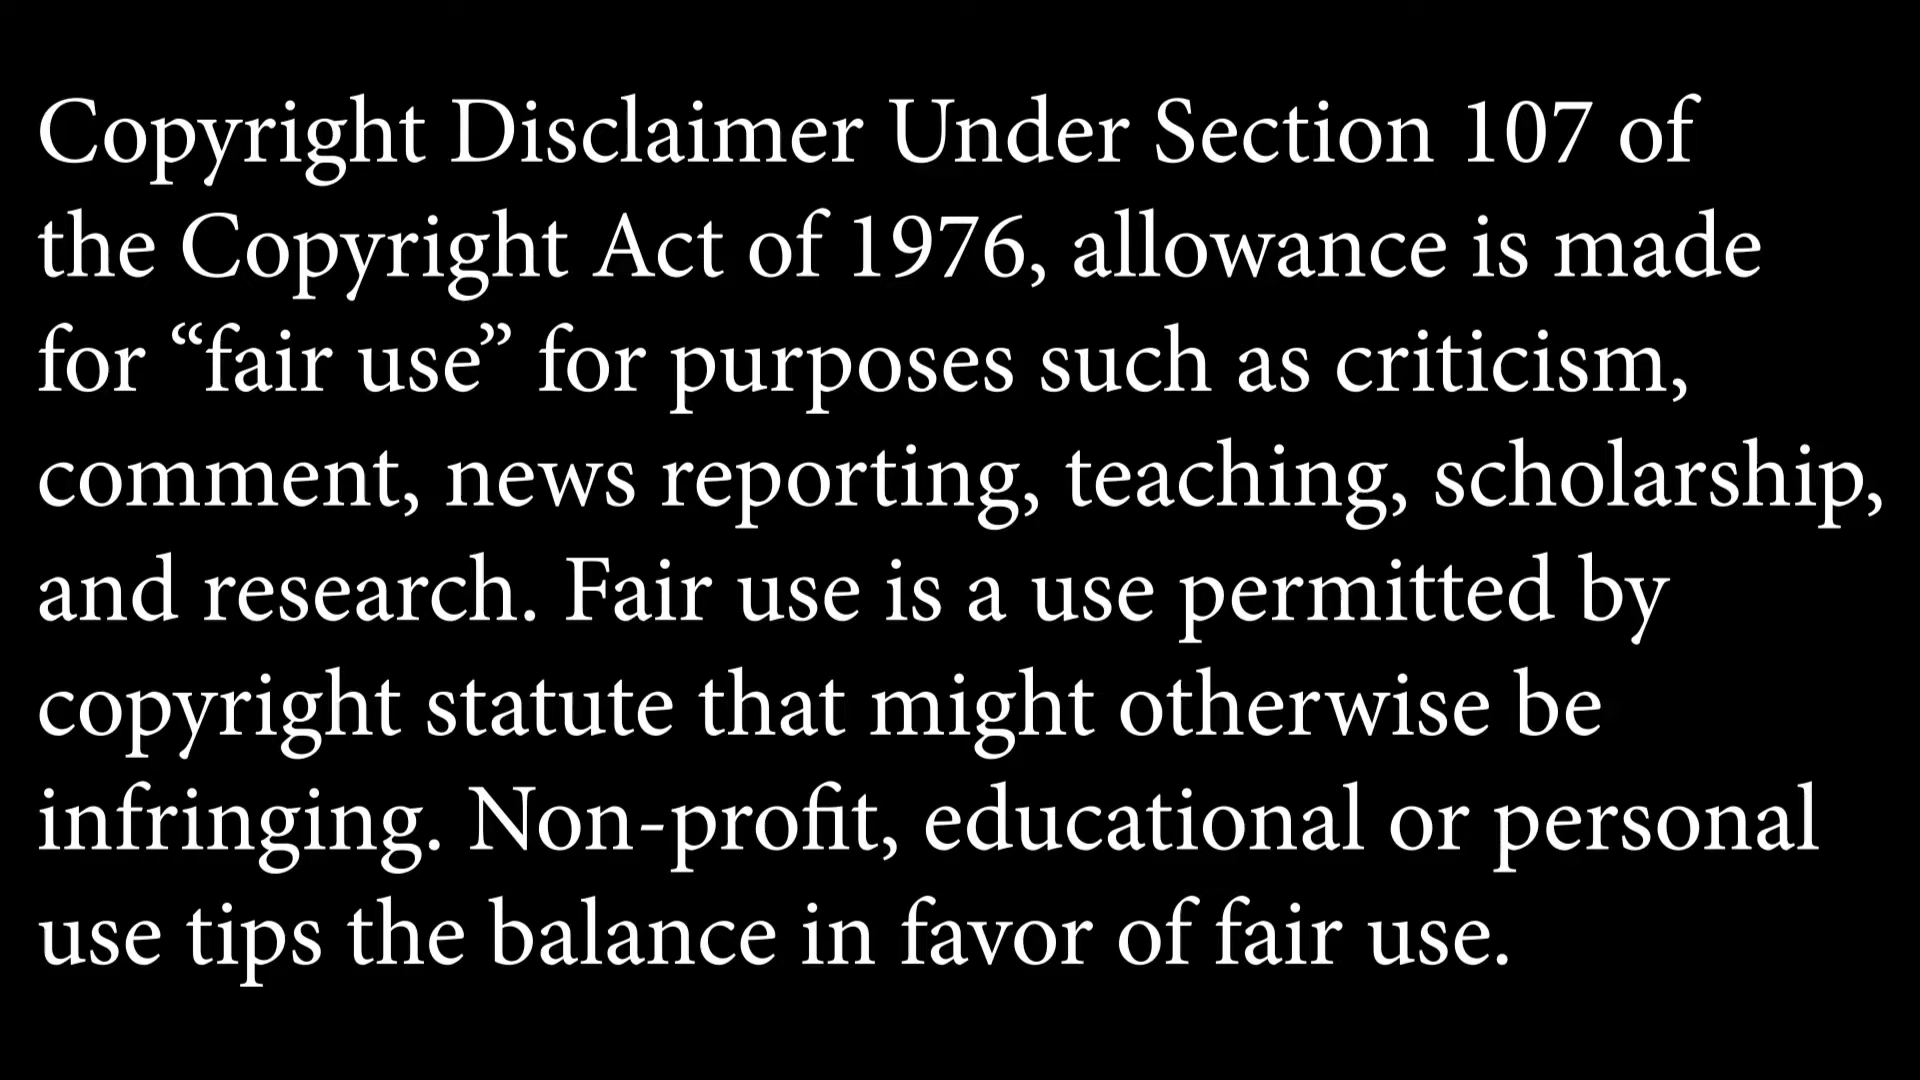 Copyright Disclaimer Under Section 107 of
the Copyright Act of 1976, allowance is made
for “fair use” for purposes such as criticism,
comment, news reporting, teaching, scholarship,
and research. Fair use is a use permitted by
copyright statute that might otherwise be
infringing. Non-profit, educational or personal
use tips the balance in favor of fair use.